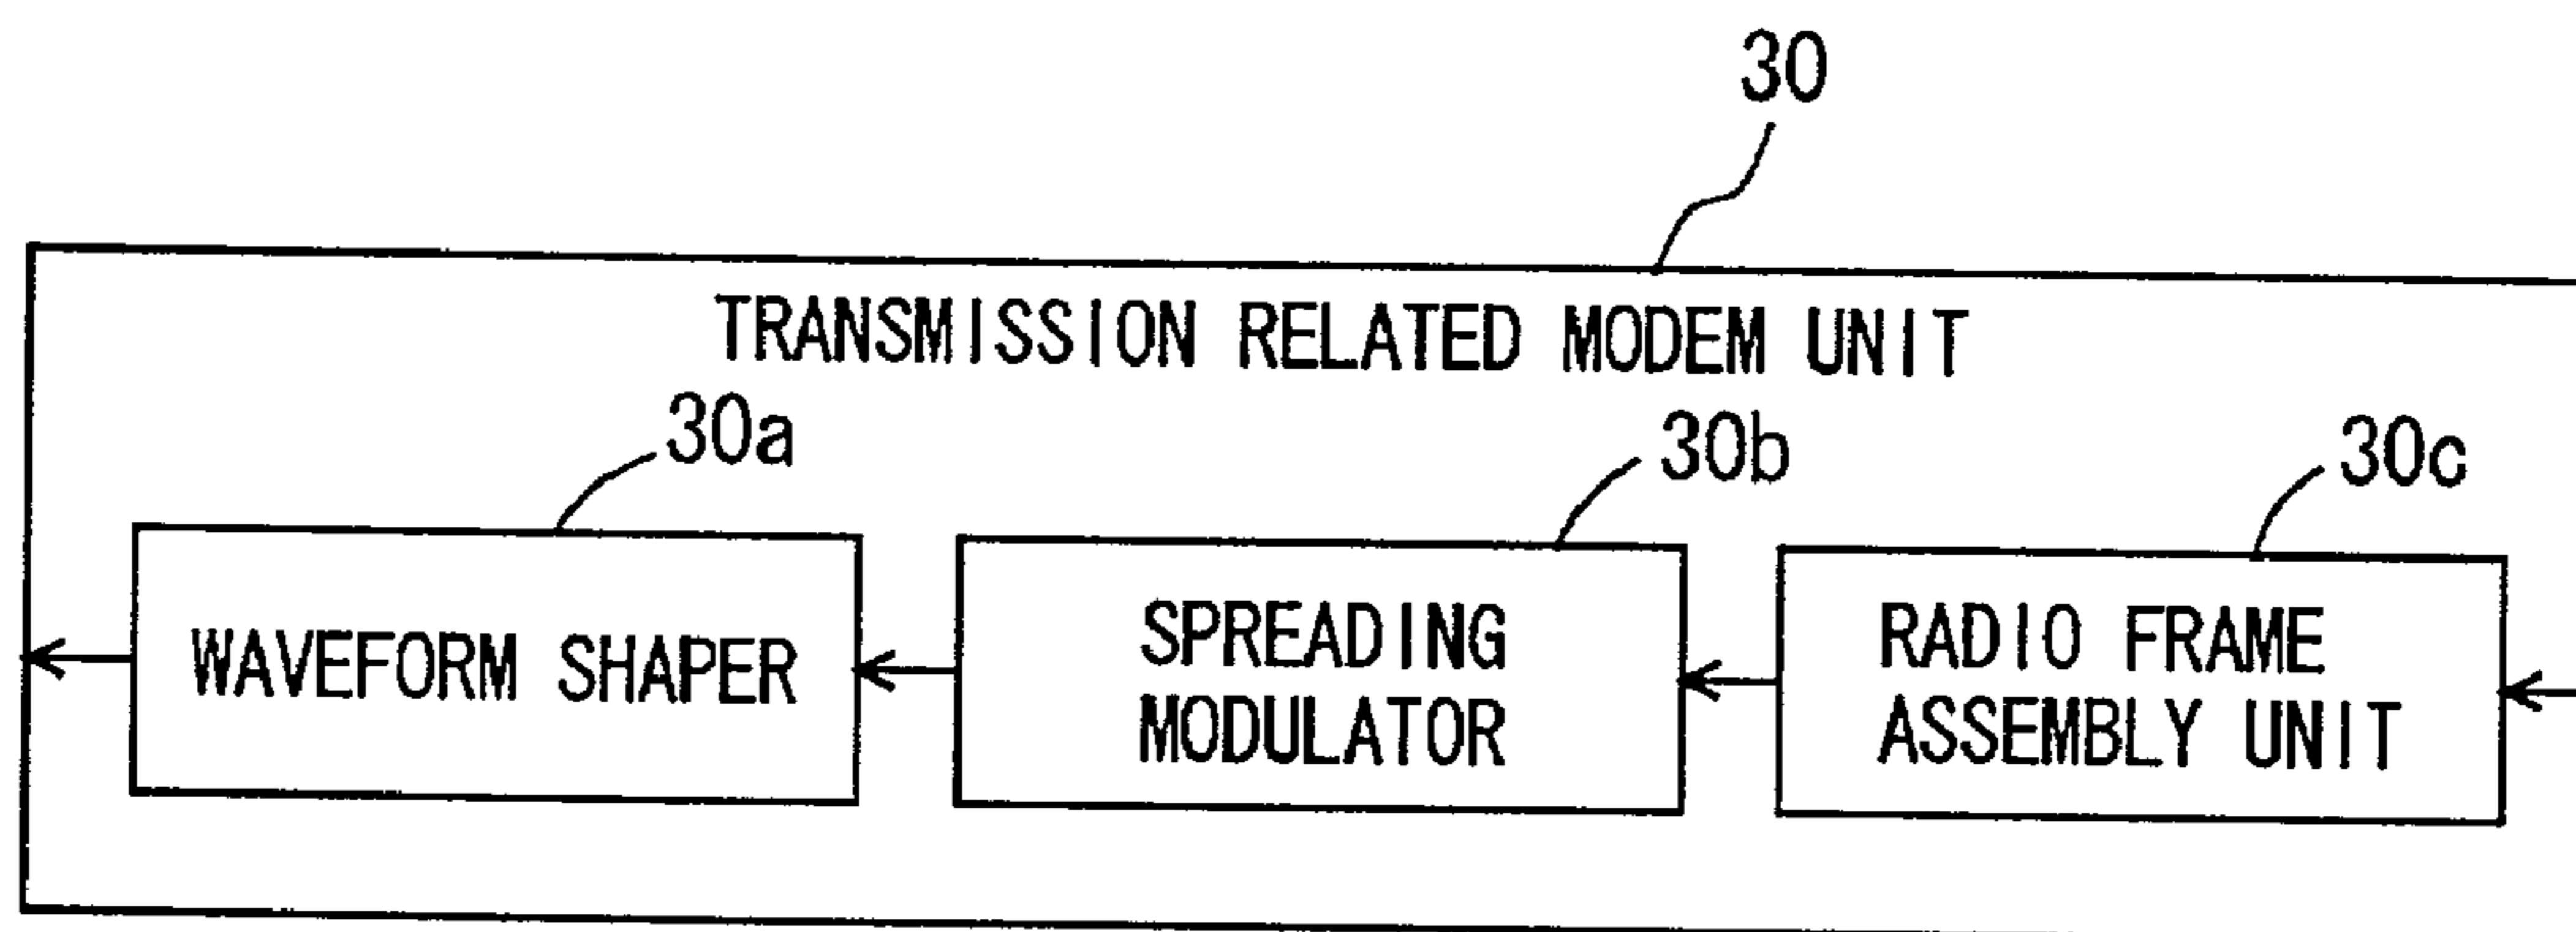 30
TRANSMISSION RELATED MODEM UNIT
30a
30b
30c
WAVEFORM SHAPER
SPREADING
MODULATOR
RADIO FRAME
ASSEMBLY UNIT